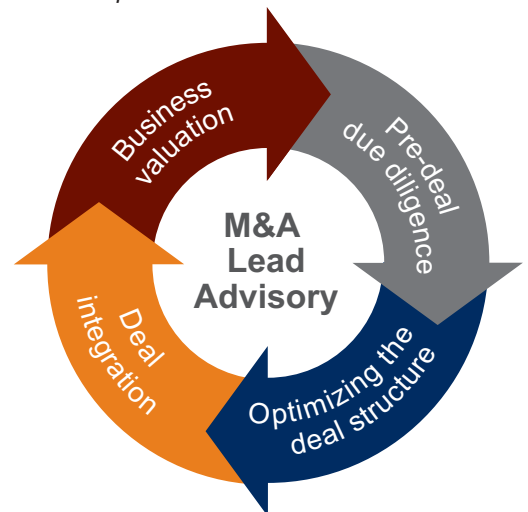 Business
valuation
Pre-deal
due diligence
M&A
Lead
Advisory
Deal
integration
Optimizing the
deal structure